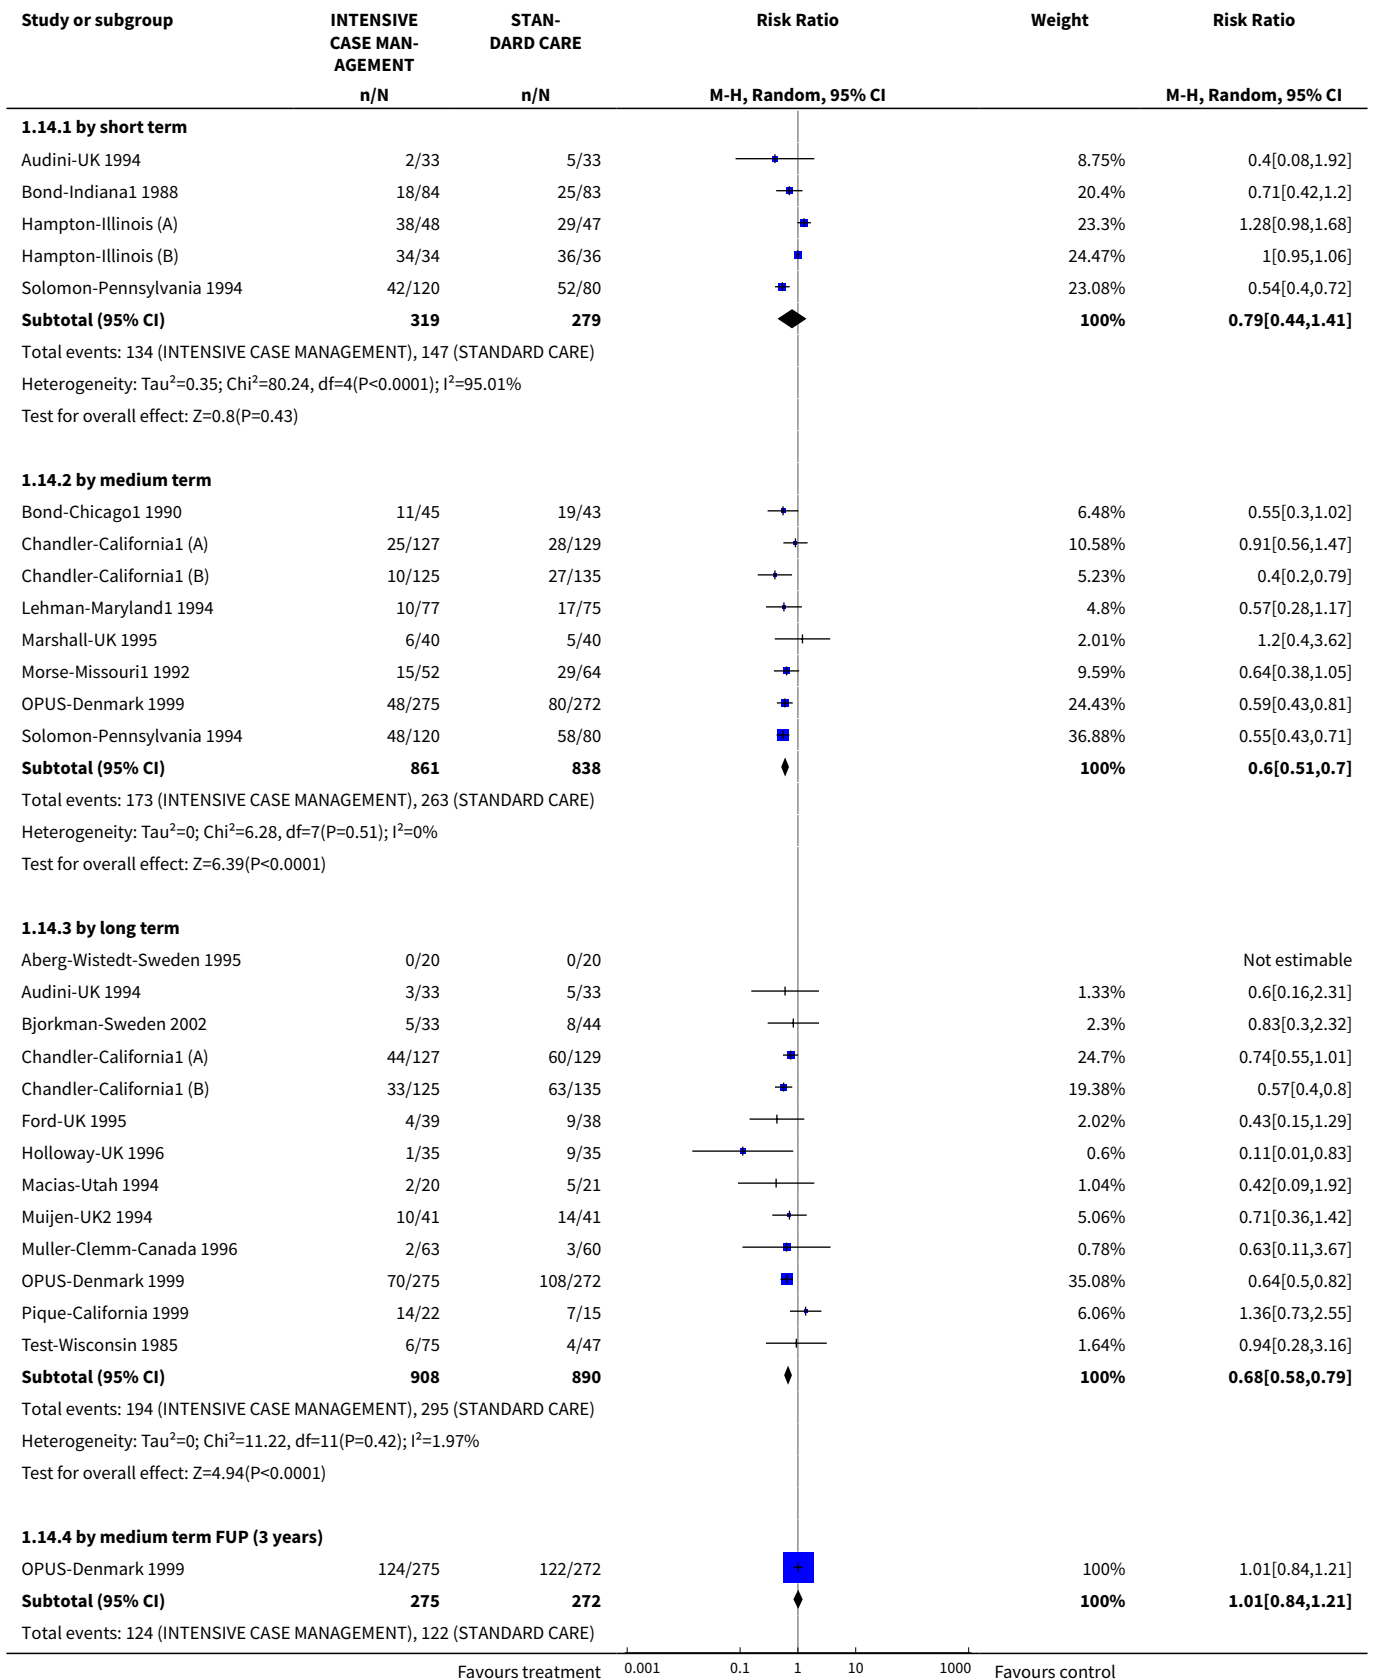 Study or subgroup INTENSIVE CASE MAN- AGEMENT STAN- DARD CARE Risk Ratio Weight Risk Ratio
n/N n/N M-H, Random, 95% CI M-H, Random, 95% CI
1.14.1 by short term
Audini-UK 1994 2/33 5/33 8.75% 0.4[0.08,1.92]
Bond-Indiana1 1988 18/84 25/83 20.4% 0.71[0.42,1.2]
Hampton-Illinois (A) 38/48 29/47 23.3% 1.28[0.98,1.68]
Hampton-Illinois (B) 34/34 36/36 24.47% 1[0.95,1.06]
Solomon-Pennsylvania 1994 42/120 52/80 23.08% 0.54[0.4,0.72]
Subtotal (95% CI) 319 279 100% 0.79[0.44,1.41]
Total events: 134 (INTENSIVE CASE MANAGEMENT), 147 (STANDARD CARE)
Heterogeneity: Tau²=0.35; Chi²=80.24, df=4(P<0.0001); I²=95.01%
Test for overall effect: Z=0.8(P=0.43)
1.14.2 by medium term
Bond-Chicago1 1990 11/45 19/43 6.48% 0.55[0.3,1.02]
Chandler-California1 (A) 25/127 28/129 10.58% 0.91[0.56,1.47]
Chandler-California1 (B) 10/125 27/135 5.23% 0.4[0.2,0.79]
Lehman-Maryland1 1994 10/77 17/75 4.8% 0.57[0.28,1.17]
Marshall-UK 1995 6/40 5/40 2.01% 1.2[0.4,3.62]
Morse-Missouri1 1992 15/52 29/64 9.59% 0.64[0.38,1.05]
OPUS-Denmark 1999 48/275 80/272 24.43% 0.59[0.43,0.81]
Solomon-Pennsylvania 1994 48/120 58/80 36.88% 0.55[0.43,0.71]
Subtotal (95% CI) 861 838 100% 0.6[0.51,0.7]
Total events: 173 (INTENSIVE CASE MANAGEMENT), 263 (STANDARD CARE)
Heterogeneity: Tau²=0; Chi²=6.28, df=7(P=0.51); I²=0%
Test for overall effect: Z=6.39(P<0.0001)
1.14.3 by long term
Aberg-Wistedt-Sweden 1995 0/20 0/20 Not estimable
Audini-UK 1994 3/33 5/33 1.33% 0.6[0.16,2.31]
Bjorkman-Sweden 2002 5/33 8/44 2.3% 0.83[0.3,2.32]
Chandler-California1 (A) 44/127 60/129 24.7% 0.74[0.55,1.01]
Chandler-California1 (B) 33/125 63/135 19.38% 0.57[0.4,0.8]
Ford-UK 1995 4/39 9/38 2.02% 0.43[0.15,1.29]
Holloway-UK 1996 1/35 9/35 0.6% 0.11[0.01,0.83]
Macias-Utah 1994 2/20 5/21 1.04% 0.42[0.09,1.92]
Muijen-UK2 1994 10/41 14/41 5.06% 0.71[0.36,1.42]
Muller-Clemm-Canada 1996 2/63 3/60 0.78% 0.63[0.11,3.67]
OPUS-Denmark 1999 70/275 108/272 35.08% 0.64[0.5,0.82]
Pique-California 1999 14/22 7/15 6.06% 1.36[0.73,2.55]
Test-Wisconsin 1985 6/75 4/47 1.64% 0.94[0.28,3.16]
Subtotal (95% CI) 908 890 100% 0.68[0.58,0.79]
Total events: 194 (INTENSIVE CASE MANAGEMENT), 295 (STANDARD CARE)
Heterogeneity: Tau²=0; Chi²=11.22, df=11(P=0.42); I²=1.97%
Test for overall effect: Z=4.94(P<0.0001)
1.14.4 by medium term FUP (3 years)
OPUS-Denmark 1999 124/275 122/272 100% 1.01[0.84,1.21]
Subtotal (95% CI) 275 272 100% 1.01[0.84,1.21]
Total events: 124 (INTENSIVE CASE MANAGEMENT), 122 (STANDARD CARE)
Favours treatment 0.001 0.1 1 10 1000 Favours control